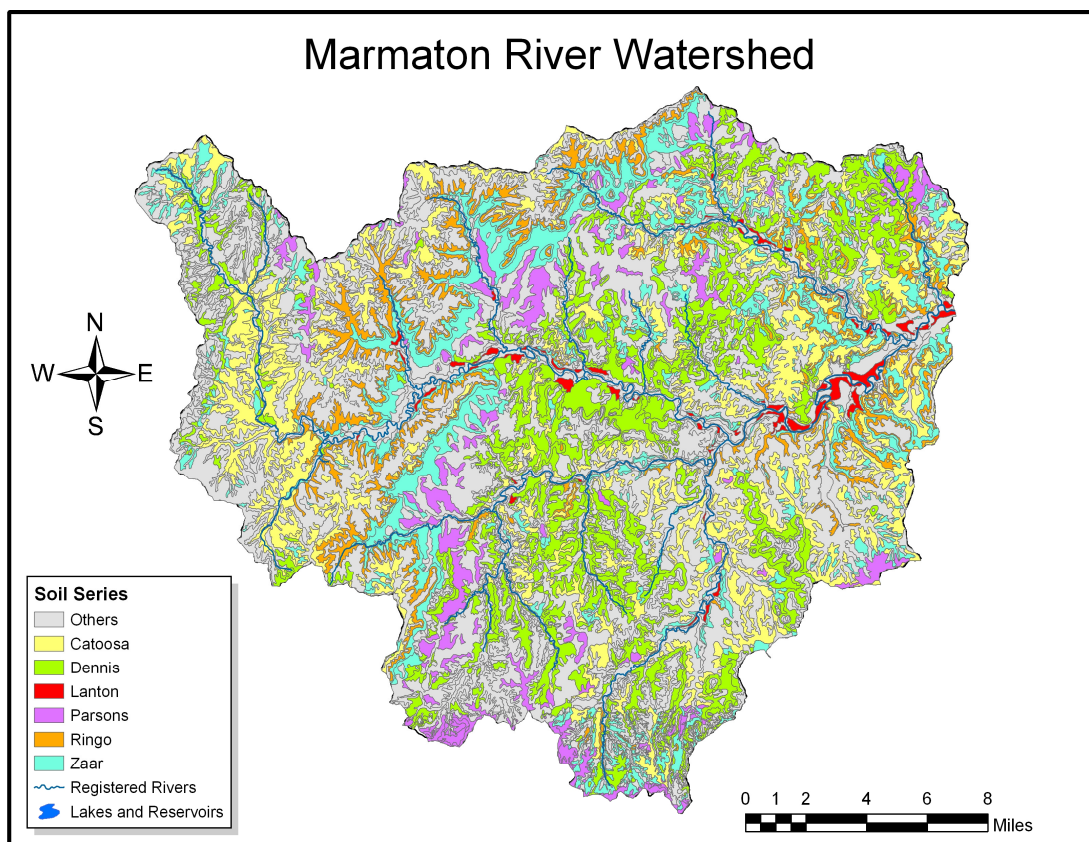 Marmaton River Watershed
N
W E
S
Soil Series
Others
Catoosa
Dennis
Lanton
Parsons
Ringo
Zaar
Registered Rivers
Lakes and Reservoirs
0 1 2 4 6 8
Miles